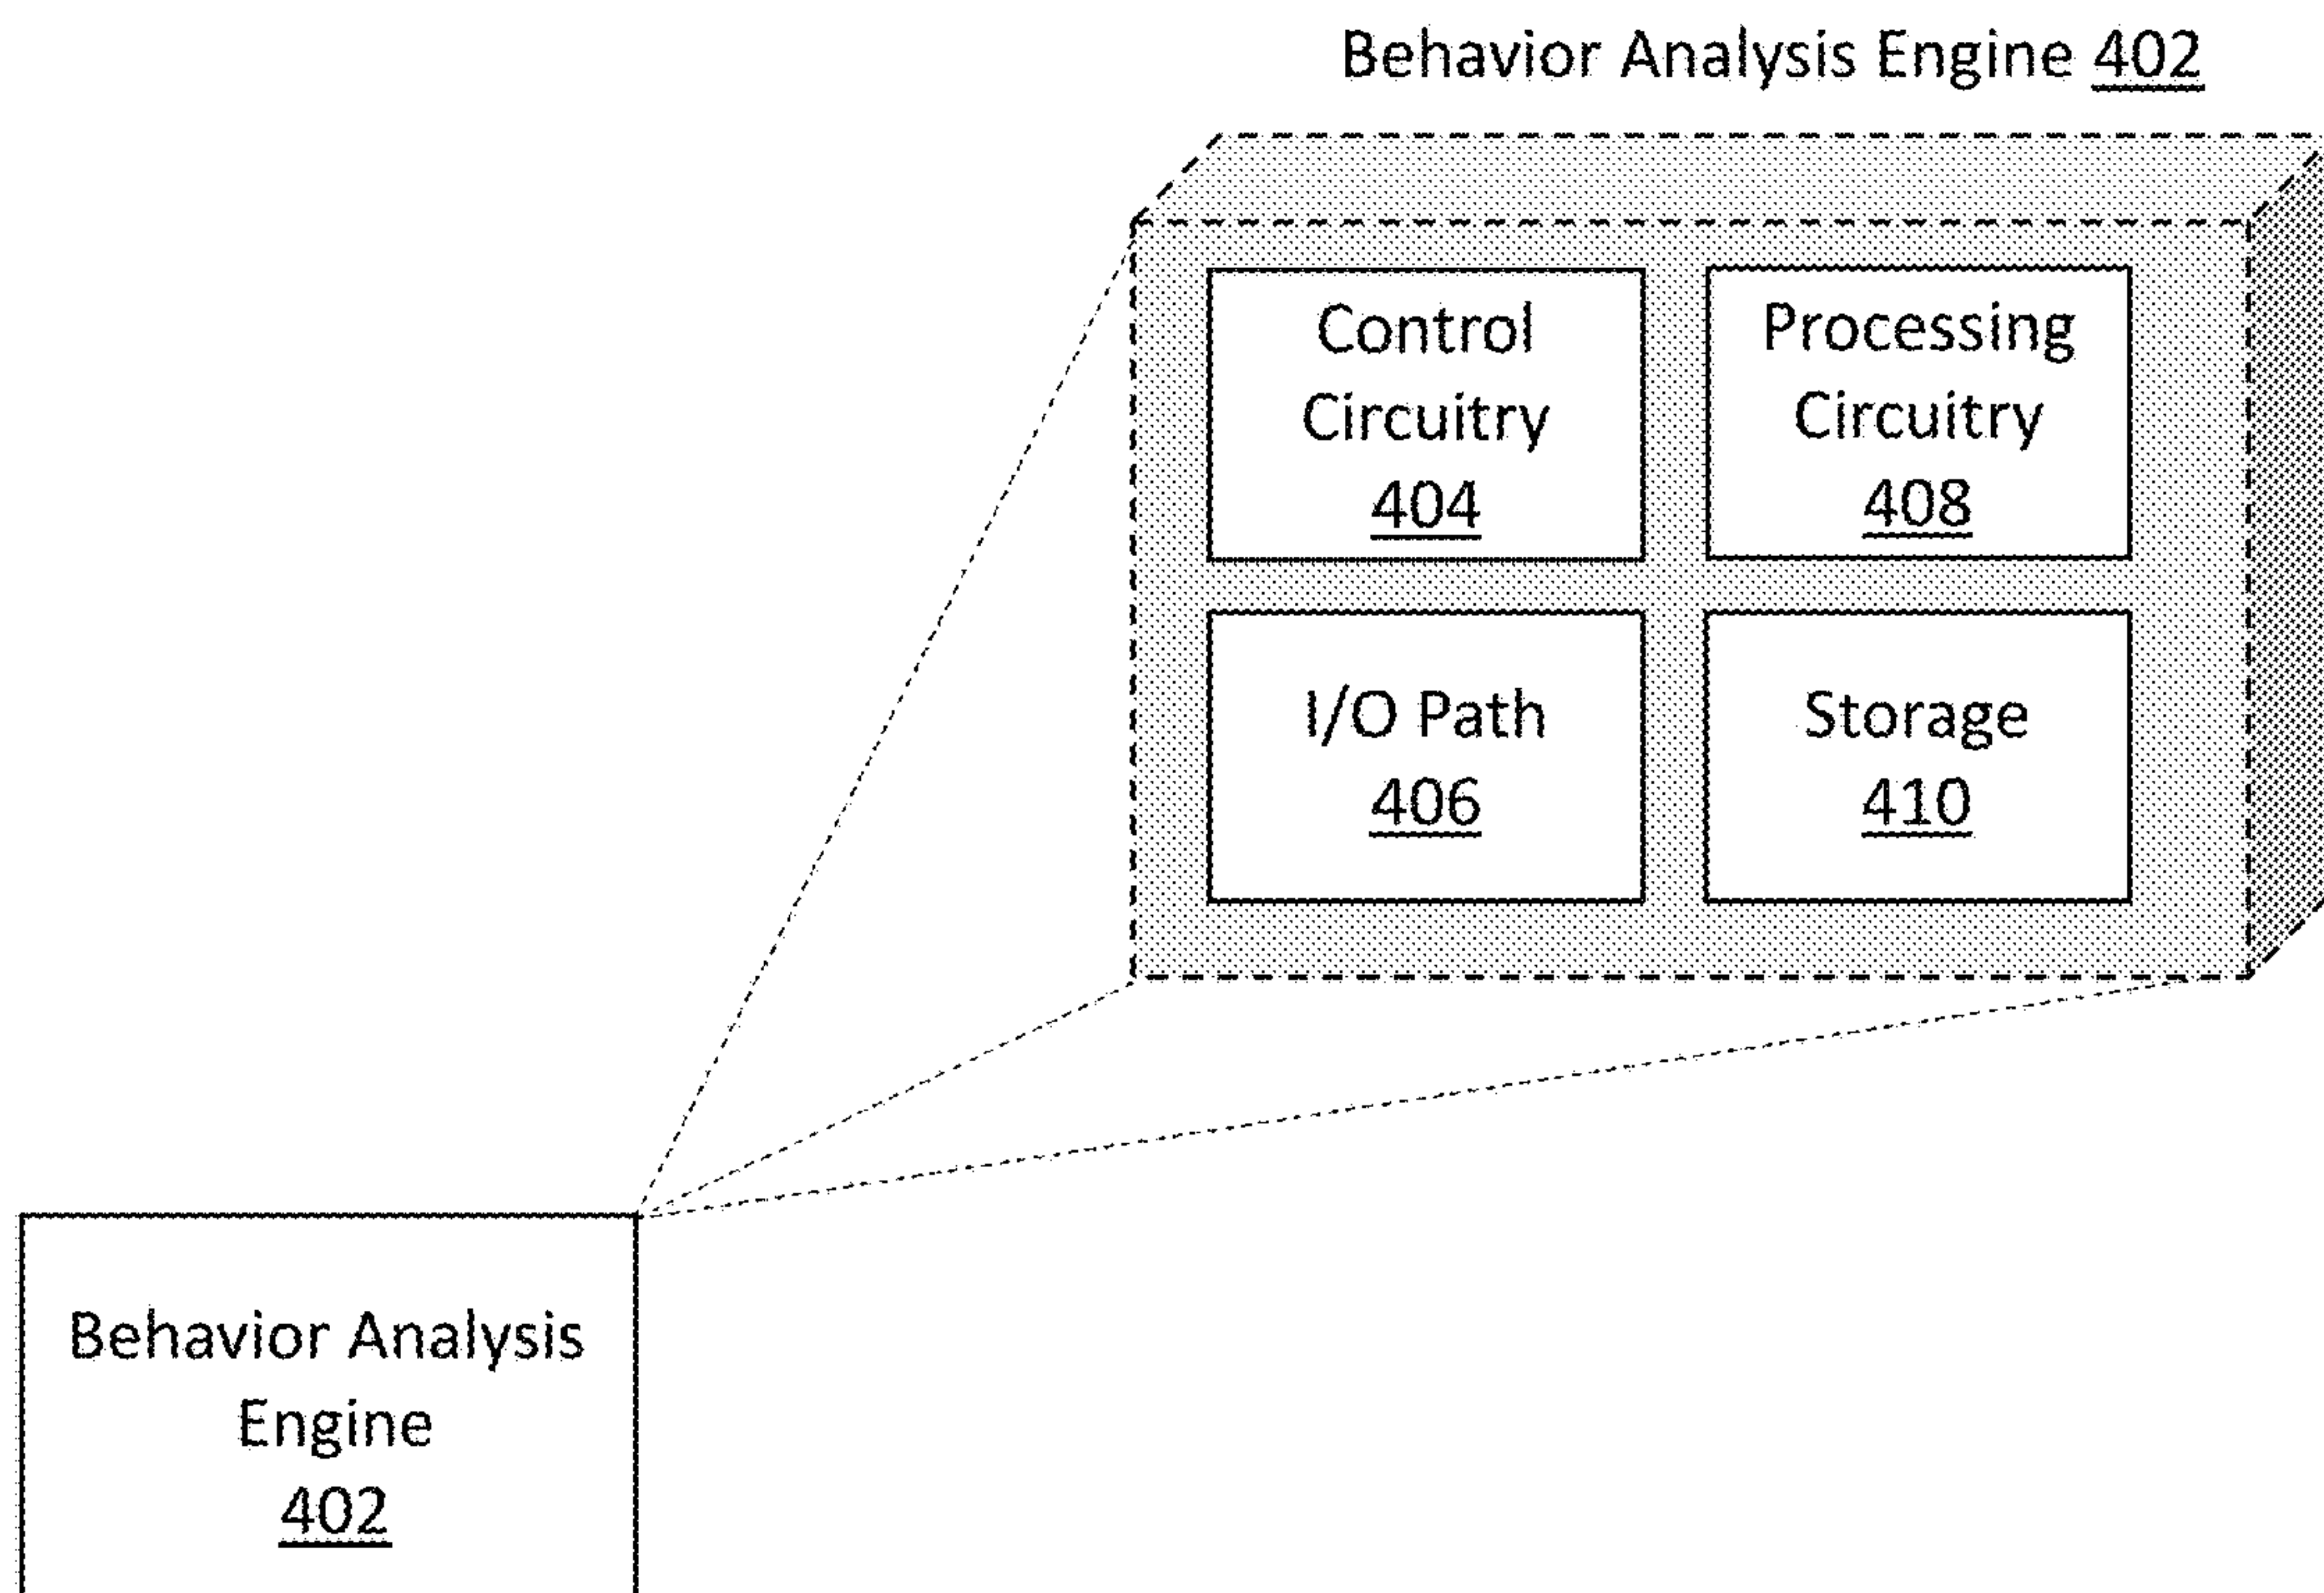 Behavior Analysis Engine 402
Control
Circuitry
404
Processing
Circuitry
408
I/O Path
406
Storage
410
Behavior Analysis
Engine
402